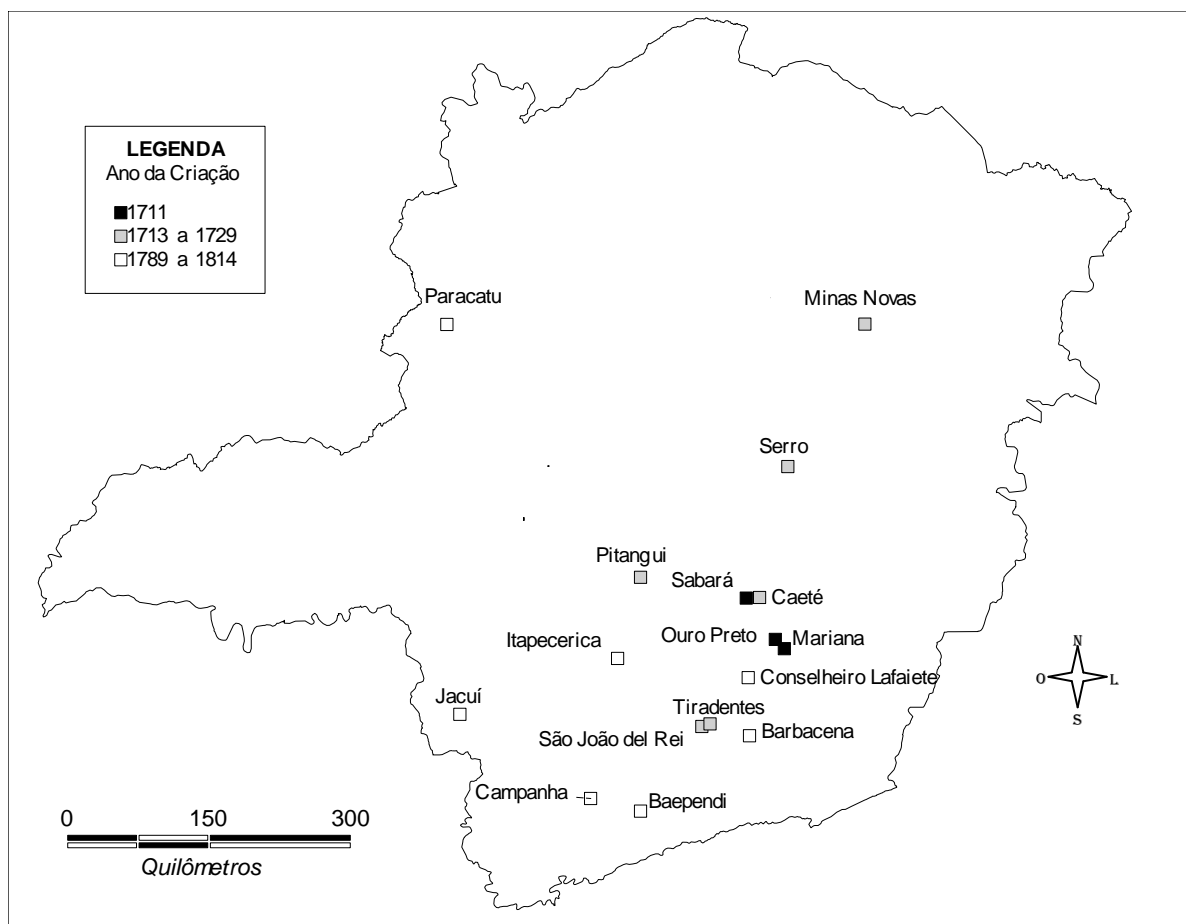 LEGENDA
Ano da Criação
1711
1713 a 1729
1789 a 1814
Paracatu
Minas Novas
Serro
Pitangui
Sabará
Caeté
Ouro Preto
Mariana
Itapecerica
Conselheiro Lafaiete
Jacuí
Tiradentes
São João del Rei
Barbacena
Campanha
Baependi
N
O
L
S
0 150 300
Quilômetros